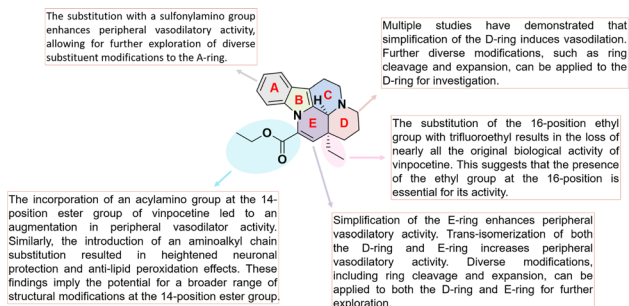 The substitution with a sulfonylamino group
enhances peripheral vasodilatory activity,
allowing for further exploration of diverse
substituent modifications to the A-ring.
Multiple studies have demonstrated that
simplification of the D-ring induces vasodilation.
Further diverse modifications, such as ring
cleavage and expansion, can be applied to the
D-ring for investigation.
A
B
C
H
N
N
E
D
O
O
The substitution of the 16-position ethyl
group with trifluoroethyl results in the loss of
nearly all the original biological activity of
vinpocetine. This suggests that the presence
of the ethyl group at the 16-position is
essential for its activity.
The incorporation of an acylamino group at the 14-
position ester group of vinpocetine led to an
augmentation in peripheral vasodilator activity.
Similarly, the introduction of an aminoalkyl chain
substitution resulted in heightened neuronal
protection and anti-lipid peroxidation effects. These
findings imply the potential for a broader range of
structural modifications at the 14-position ester group.
Simplification of the E-ring enhances peripheral
vasodilatory activity. Trans-isomerization of both
the D-ring and E-ring increases peripheral
vasodilatory activity. Diverse modifications,
including ring cleavage and expansion, can be
applied to both the D-ring and E-ring for further
exploration.